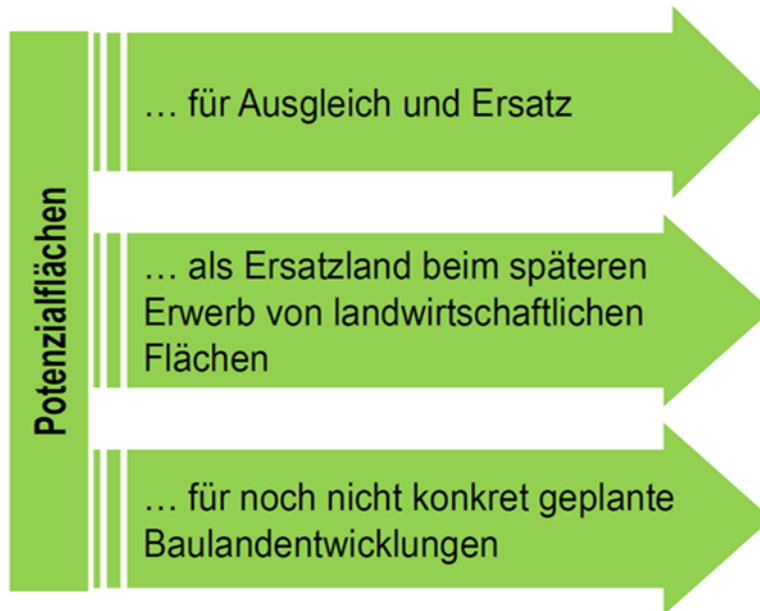 Potenzialflächen
… für Ausgleich und Ersatz
… als Ersatzland beim späteren
Erwerb von landwirtschaftlichen
Flächen
… für noch nicht konkret geplante
Baulandentwicklungen